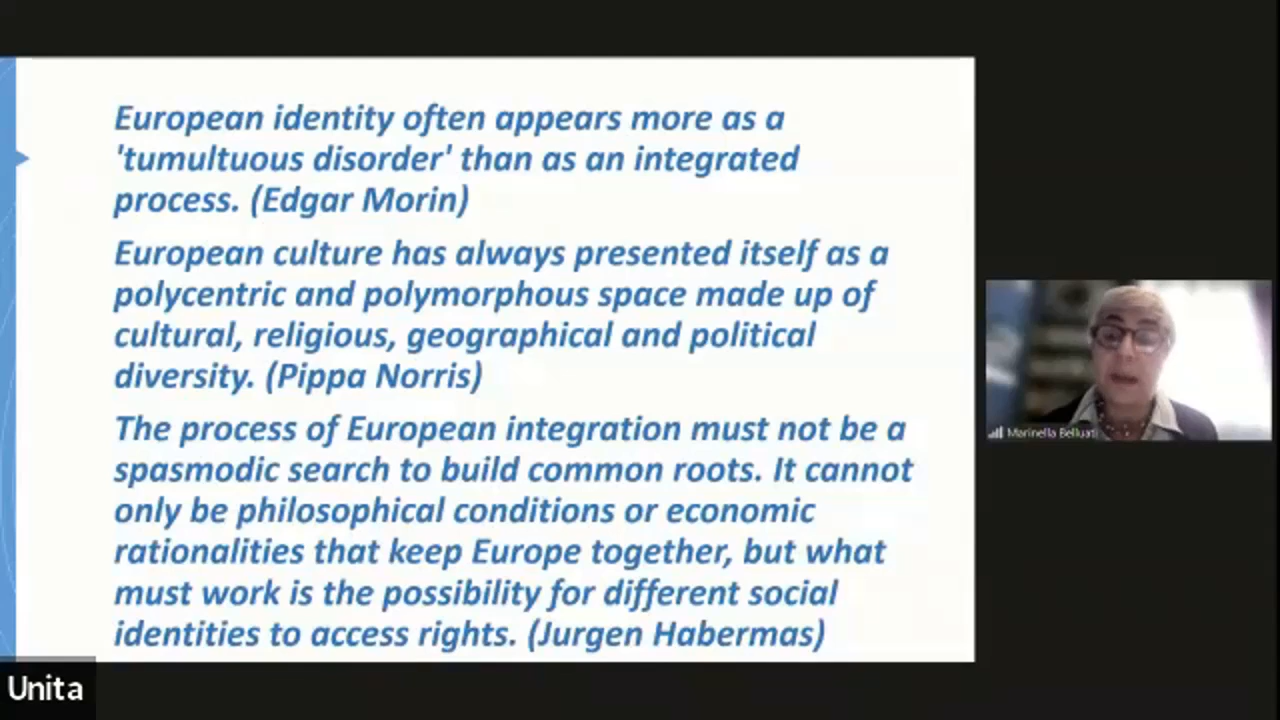 European identity often appears more as a
'tumultuous disorder' than as an integrated
process. (Edgar Morin)
European culture has always presented itself as a
polycentric and polymorphous space made up of
cultural, religious, geographical and political
diversity. (Pippa Norris)
The process of European integration must not be a
spasmodic search to build common roots. It cannot
only be philosophical conditions or economic
rationalities that keep Europe together, but what
must work is the possibility for different social
identities to access rights. (Jurgen Habermas)
Marinella Belluati
Unita